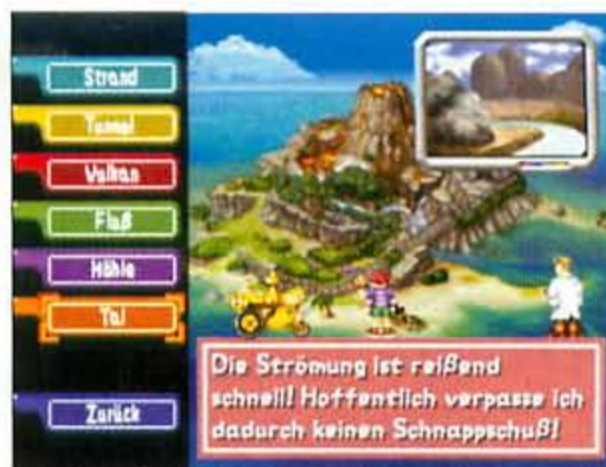 Strand
Tunnel
Vulkan
Fluß
Höhle
Tal
Zurück
Die Strömung ist reißend
schnell! Hoffentlich verpasse ich
dadurch keinen Schnappschuß!